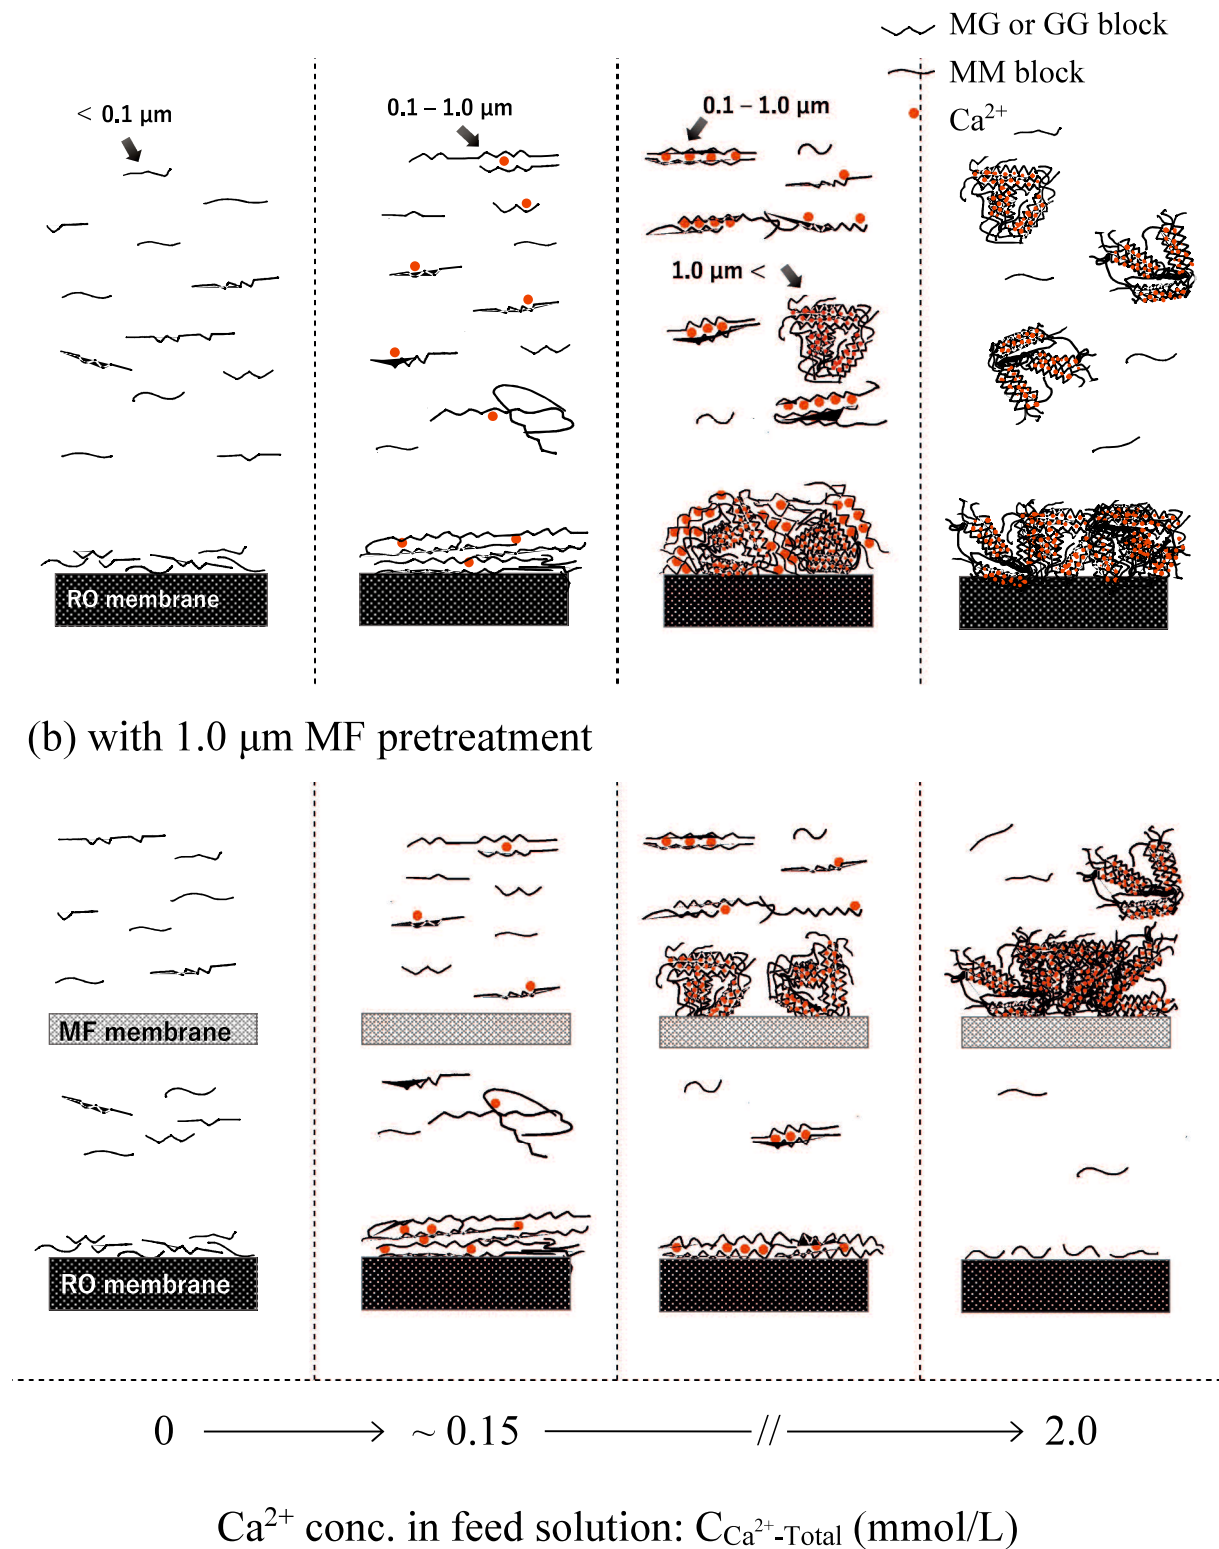 MG or GG block
MM block
Ca²⁺
< 0.1 μm
0.1 – 1.0 μm
0.1 – 1.0 μm
1.0 μm <
RO membrane
(b) with 1.0 μm MF pretreatment
MF membrane
RO membrane
0 ~ 0.15 // 2.0
Ca²⁺ conc. in feed solution: C_Ca²⁺-Total (mmol/L)